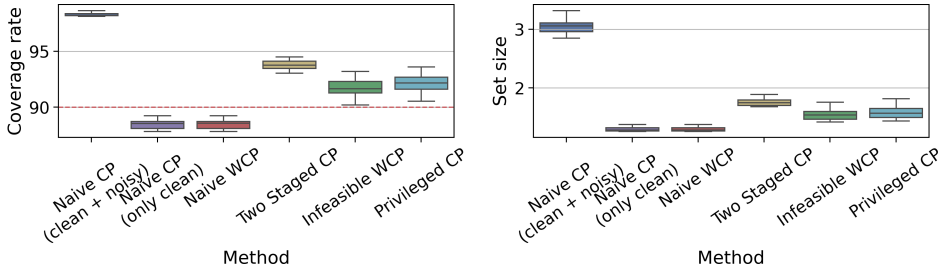 Coverage rate
95
90
Naive CP
(clean + noisy)
Naive CP
(only clean)
Naive WCP
Two Staged CP
Infeasible WCP
Privileged CP
Method
Set size
3
2
Naive CP
(clean + noisy)
Naive CP
(only clean)
Naive WCP
Two Staged CP
Infeasible WCP
Privileged CP
Method